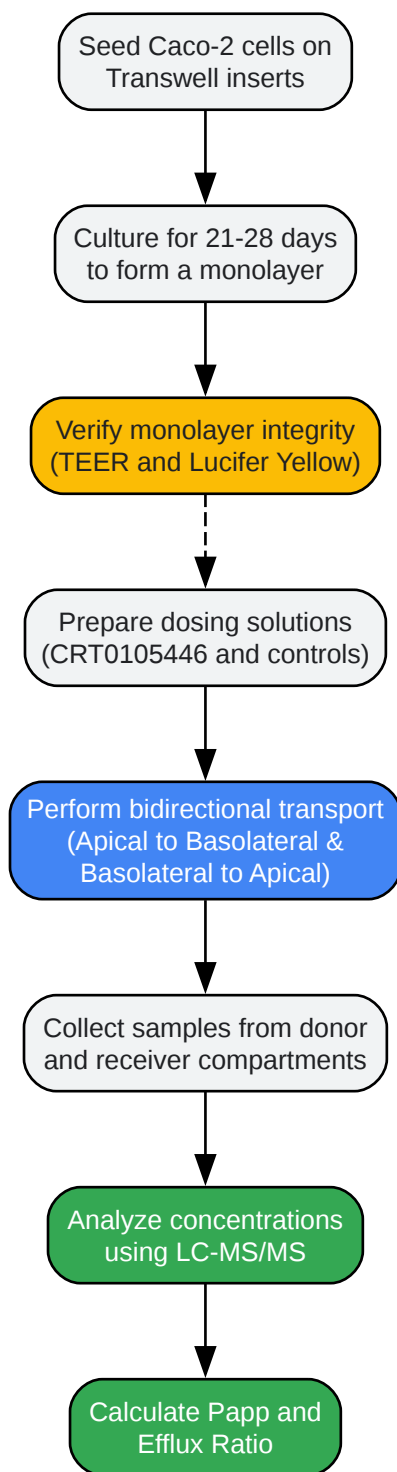 Seed Caco-2 cells on
Transwell inserts
Culture for 21-28 days
to form a monolayer
Verify monolayer integrity
(TEER and Lucifer Yellow)
Prepare dosing solutions
(CRT0105446 and controls)
Perform bidirectional transport
(Apical to Basolateral &
Basolateral to Apical)
Collect samples from donor
and receiver compartments
Analyze concentrations
using LC-MS/MS
Calculate Papp and
Efflux Ratio